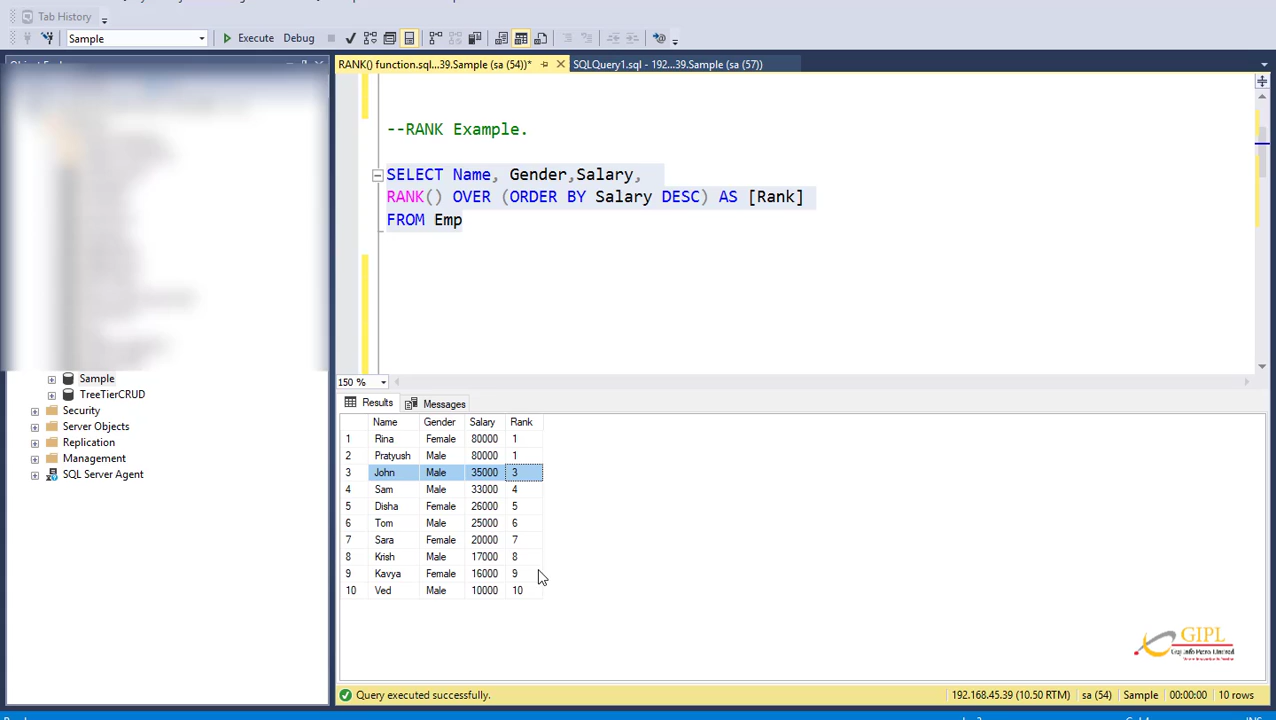 Tab History
Sample
Execute
Debug
RANK() function.sql...39.Sample (sa (54))*
SQLQuery1.sql - 192...39.Sample (sa (57))
--RANK Example.
SELECT Name, Gender,Salary,
RANK() OVER (ORDER BY Salary DESC) AS [Rank]
FROM Emp
150 %
Sample
TreeTierCRUD
Security
Server Objects
Replication
Management
SQL Server Agent
Results
Messages
Name Gender Salary Rank
1 Rina Female 80000 1
2 Pratyush Male 80000 1
3 John Male 35000 3
4 Sam Male 33000 4
5 Disha Female 26000 5
6 Tom Male 25000 6
7 Sara Female 20000 7
8 Krish Male 17000 8
9 Kavya Female 16000 9
10 Ved Male 10000 10
GIPL
Query executed successfully.
192.168.45.39 (10.50 RTM)
sa (54)
Sample
00:00:00
10 rows